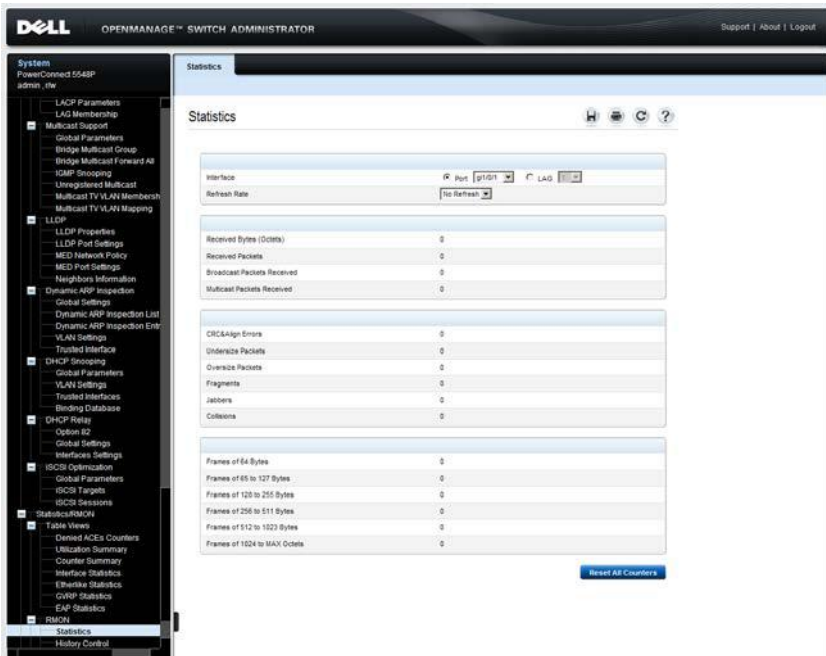 DELL OPENMANAGE™ SWITCH ADMINISTRATOR
Support | About | Logout
System
PowerConnect 5548P
admin , r/w
LACP Parameters
LAG Membership
Multicast Support
Global Parameters
Bridge Multicast Group
Bridge Multicast Forward All
IGMP Snooping
Unregistered Multicast
Multicast TV VLAN Membersh
Multicast TV VLAN Mapping
LLDP
LLDP Properties
LLDP Port Settings
MED Network Policy
MED Port Settings
Neighbors Information
Dynamic ARP Inspection
Global Settings
Dynamic ARP Inspection List
Dynamic ARP Inspection Entr
VLAN Settings
Trusted Interface
DHCP Snooping
Global Parameters
VLAN Settings
Trusted Interfaces
Binding Database
DHCP Relay
Option 82
Global Settings
Interfaces Settings
iSCSI Optimization
Global Parameters
iSCSI Targets
iSCSI Sessions
Statistics/RMON
Table Views
Denied ACEs Counters
Utilization Summary
Counter Summary
Interface Statistics
Etherlike Statistics
GVRP Statistics
EAP Statistics
RMON
Statistics
History Control
Statistics
Statistics
Interface Port gi1/0/1 LAG
Refresh Rate No Refresh
Received Bytes (Octets) 0
Received Packets 0
Broadcast Packets Received 0
Multicast Packets Received 0
CRC&Align Errors 0
Undersize Packets 0
Oversize Packets 0
Fragments 0
Jabbers 0
Collisions 0
Frames of 64 Bytes 0
Frames of 65 to 127 Bytes 0
Frames of 128 to 255 Bytes 0
Frames of 256 to 511 Bytes 0
Frames of 512 to 1023 Bytes 0
Frames of 1024 to MAX Octets 0
Reset All Counters